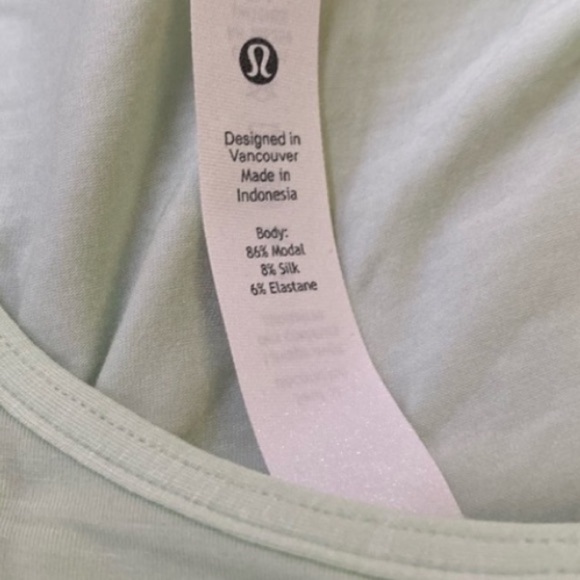 Designed in
Vancouver
Made in
Indonesia
Body:
86% Modal
8% Silk
6% Elastane